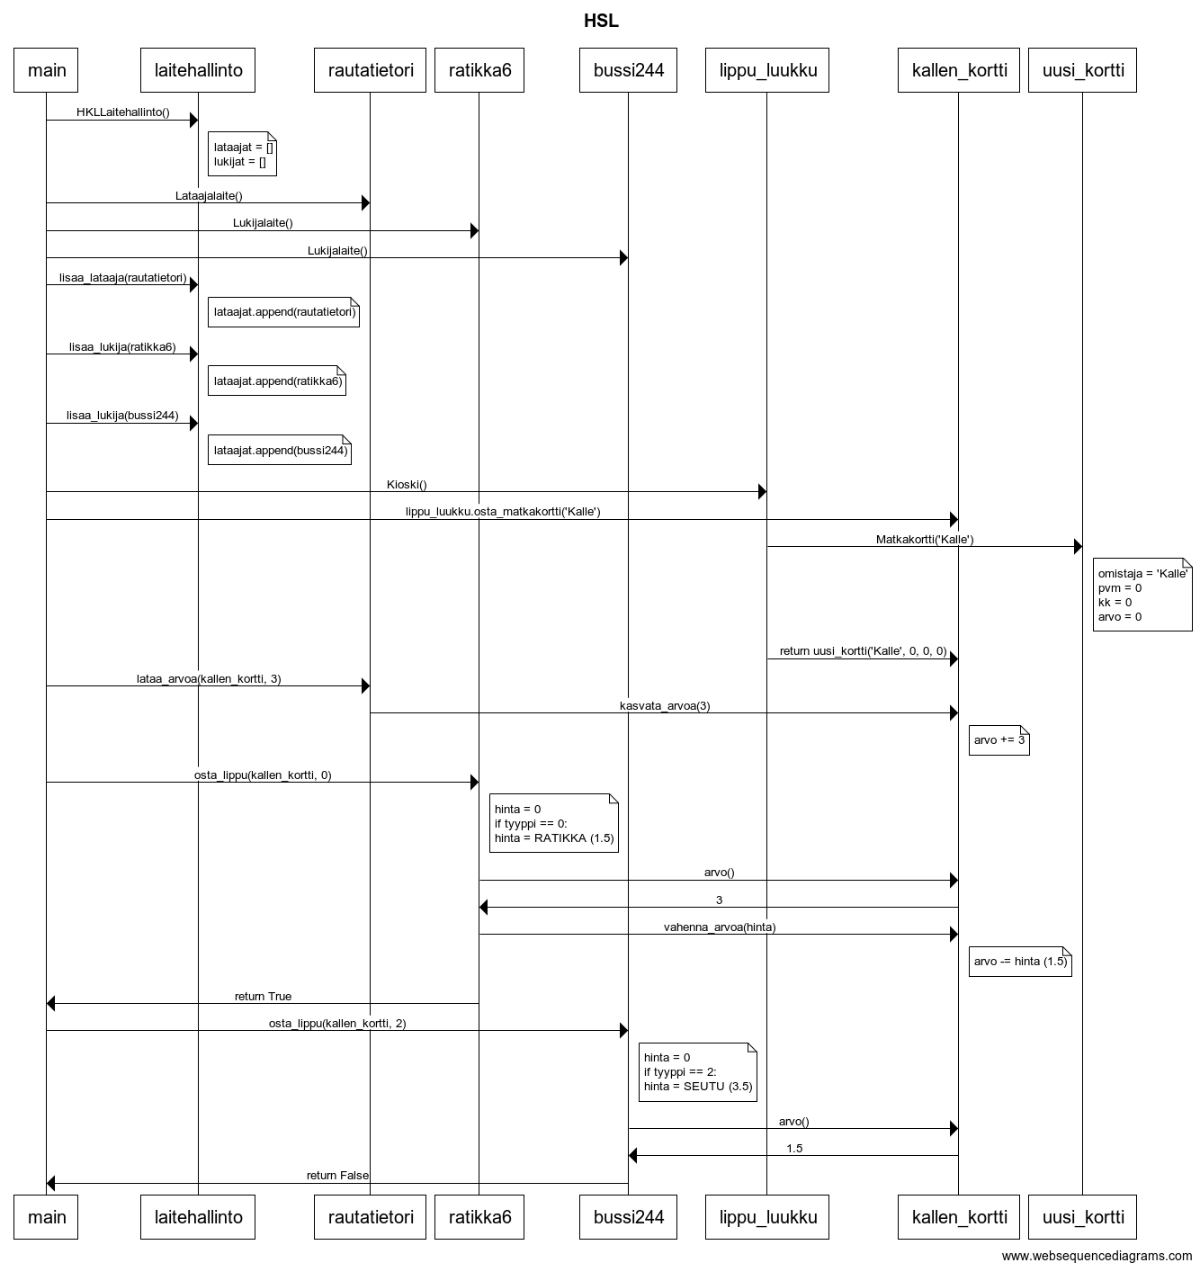 HSL
main
laitehallinto
rautatietori
ratikka6
bussi244
lippu_luukku
kallen_kortti
uusi_kortti
HKLLaitehallinto()
lataajat = []
lukijat = []
Lataajalaite()
Lukijalaite()
Lukijalaite()
lisaa_lataaja(rautatietori)
lataajat.append(rautatietori)
lisaa_lukija(ratikka6)
lataajat.append(ratikka6)
lisaa_lukija(bussi244)
lataajat.append(bussi244)
Kioski()
lippu_luukku.osta_matkakortti('Kalle')
Matkakortti('Kalle')
omistaja = 'Kalle'
pvm = 0
kk = 0
arvo = 0
return uusi_kortti('Kalle', 0, 0, 0)
lataa_arvoa(kallen_kortti, 3)
kasvata_arvoa(3)
arvo += 3
osta_lippu(kallen_kortti, 0)
hinta = 0
if tyyppi == 0:
hinta = RATIKKA (1.5)
arvo()
3
vahenna_arvoa(hinta)
arvo -= hinta (1.5)
return True
osta_lippu(kallen_kortti, 2)
hinta = 0
if tyyppi == 2:
hinta = SEUTU (3.5)
arvo()
1.5
return False
main
laitehallinto
rautatietori
ratikka6
bussi244
lippu_luukku
kallen_kortti
uusi_kortti
www.websequencediagrams.com